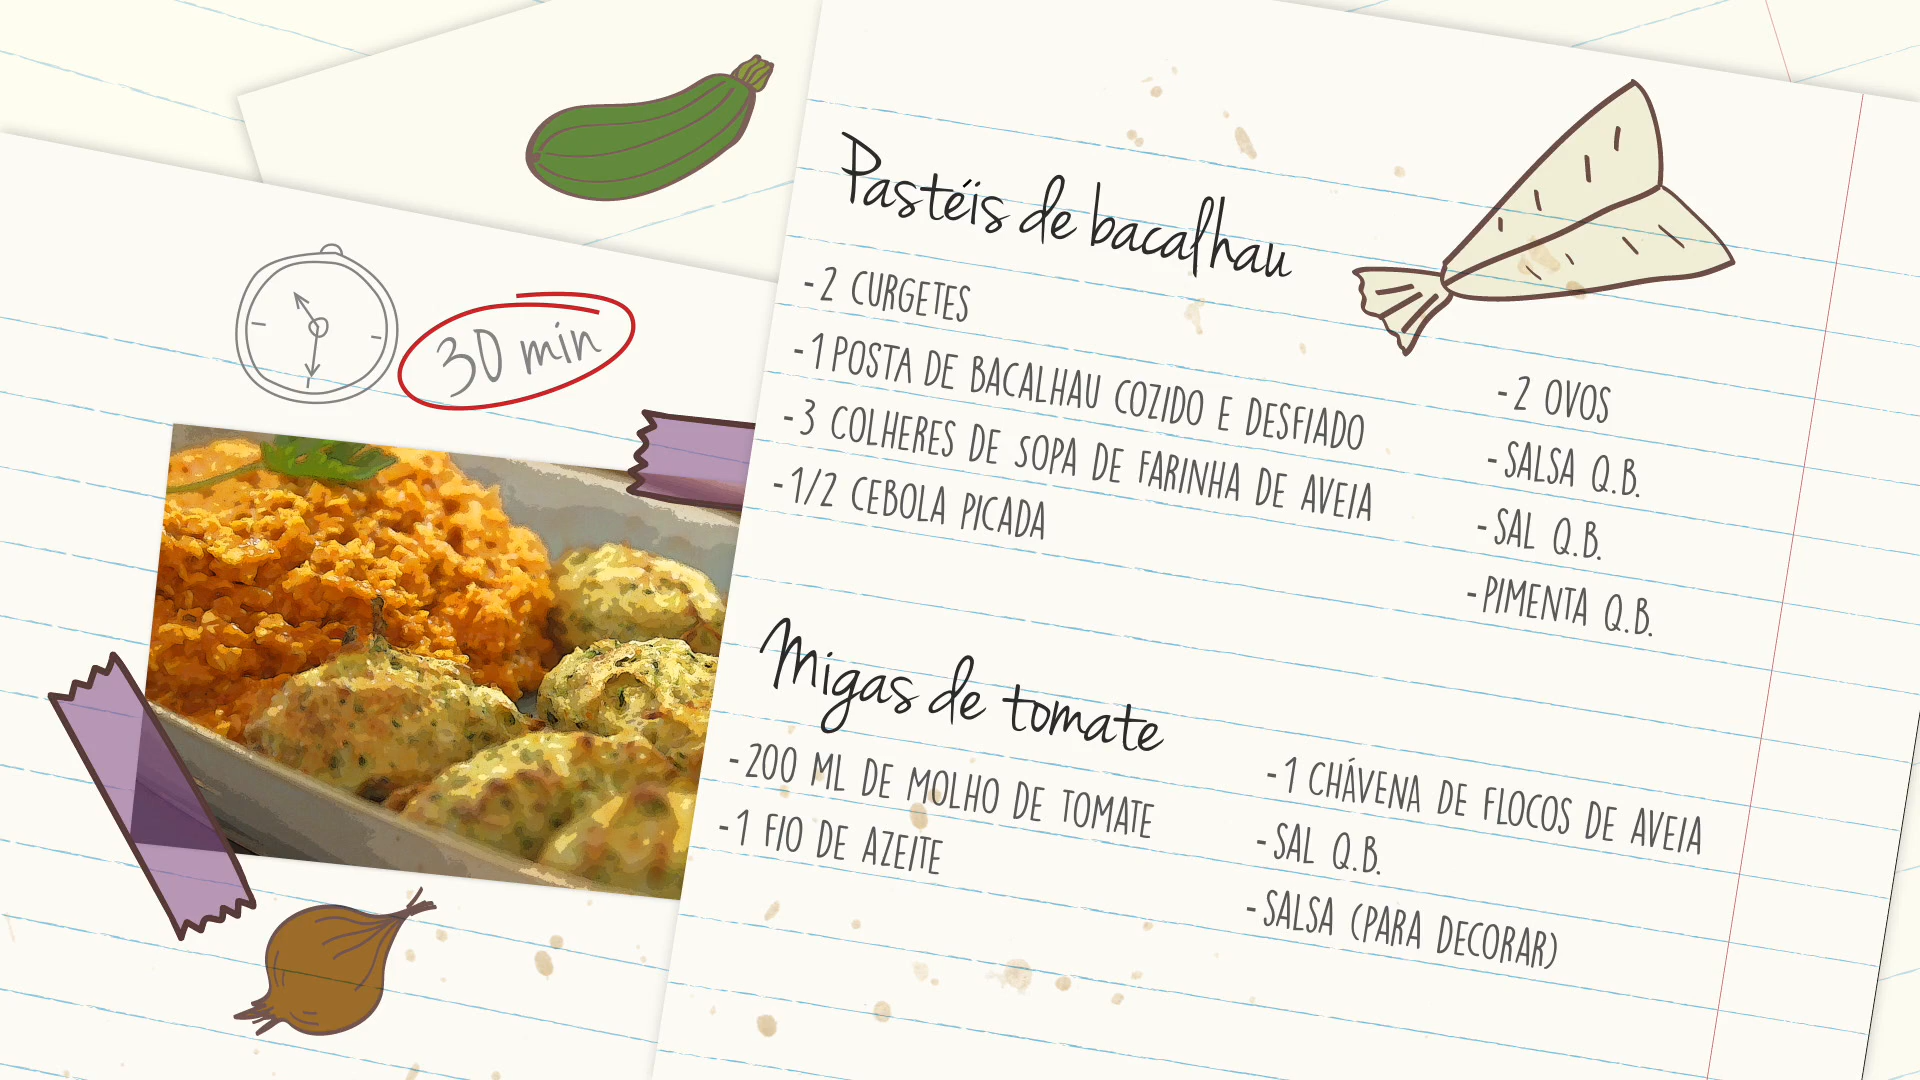 30 min
Pastéis de bacalhau
-2 CURGETES
-1 POSTA DE BACALHAU COZIDO E DESFIADO
-3 COLHERES DE SOPA DE FARINHA DE AVEIA
-1/2 CEBOLA PICADA
-2 OVOS
-SALSA Q.B.
-SAL Q.B.
-PIMENTA Q.B.
Migas de tomate
-200 ML DE MOLHO DE TOMATE
-1 FIO DE AZEITE
-1 CHÁVENA DE FLOCOS DE AVEIA
-SAL Q.B.
-SALSA (PARA DECORAR)